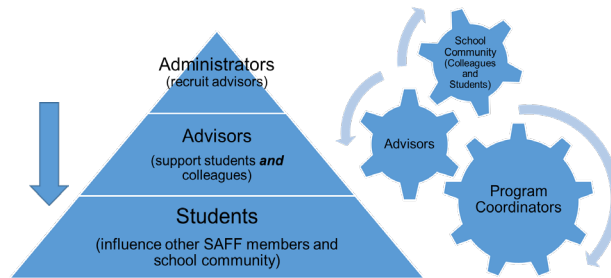 Administrators
(recruit advisors)
Advisors
(support students and
colleagues)
Students
(influence other SAFF members and
school community)
School
Community
(Colleagues
and
Students)
Advisors
Program
Coordinators